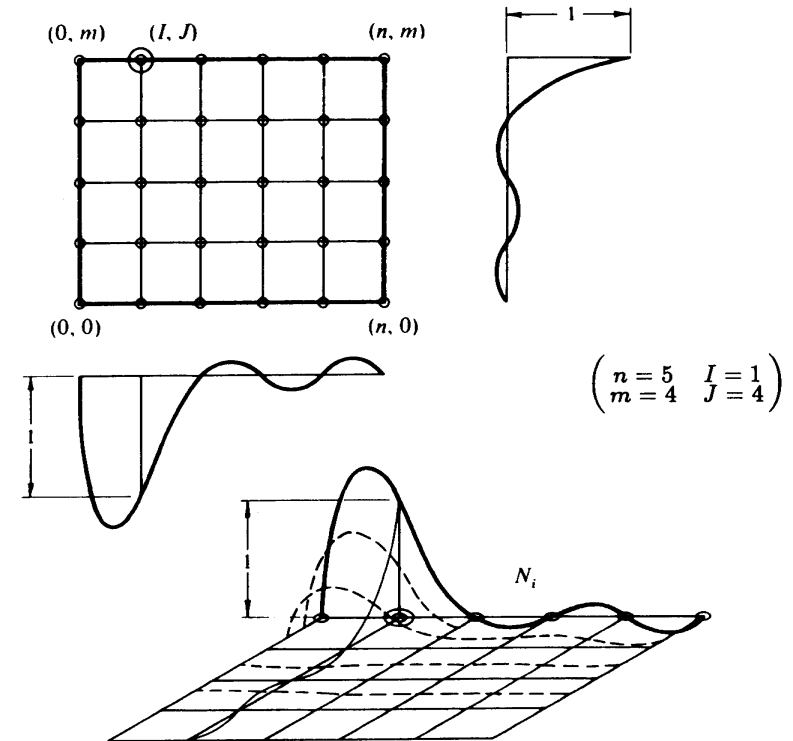 1
(0, m) (I, J) (n, m)
(0, 0) (n, 0)
1
n = 5 I = 1
m = 4 J = 4
1
N_i